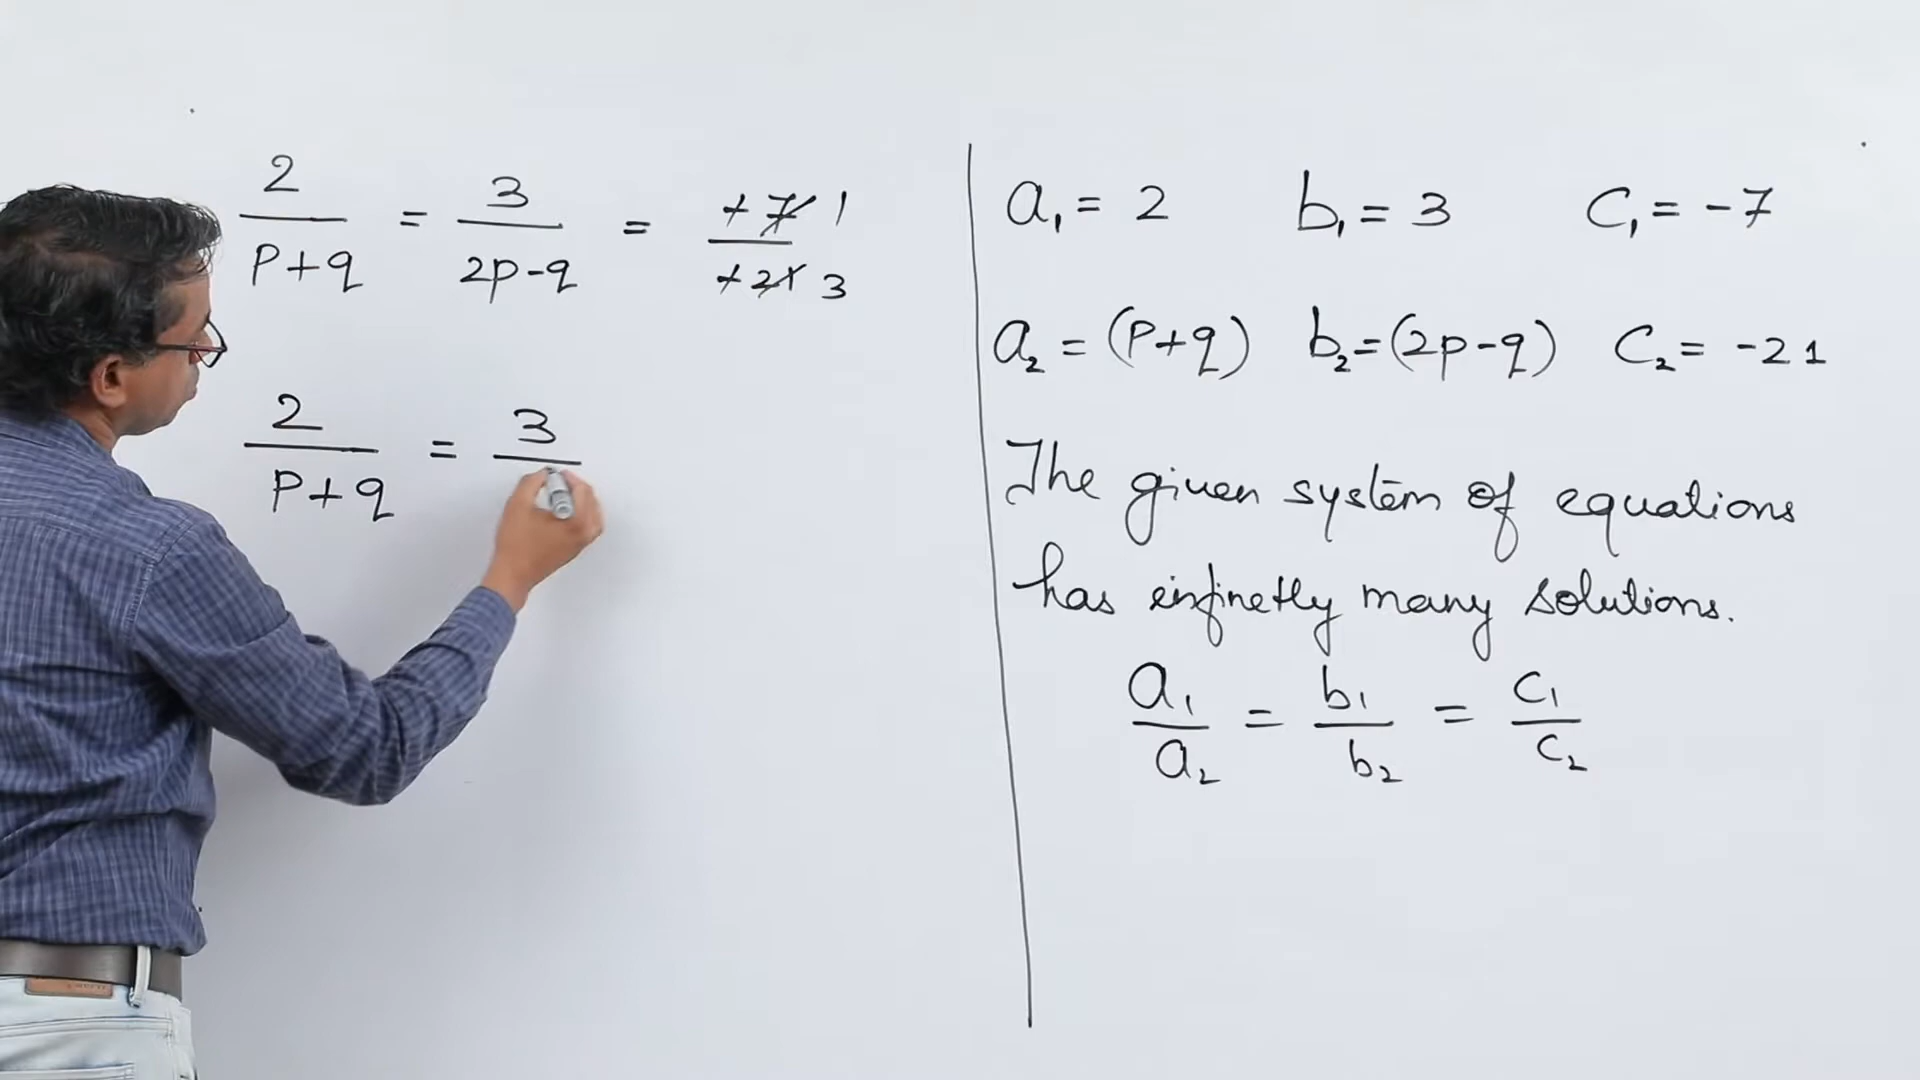 2/(P+q) = 3/(2p-q) = +7 1/+21 3
2/(P+q) = 3/
a₁ = 2 b₁ = 3 C₁ = -7
a₂ = (P+q) b₂=(2p-q) C₂ = -21
The given system of equations
has infinetly many solutions.
a₁/a₂ = b₁/b₂ = C₁/C₂